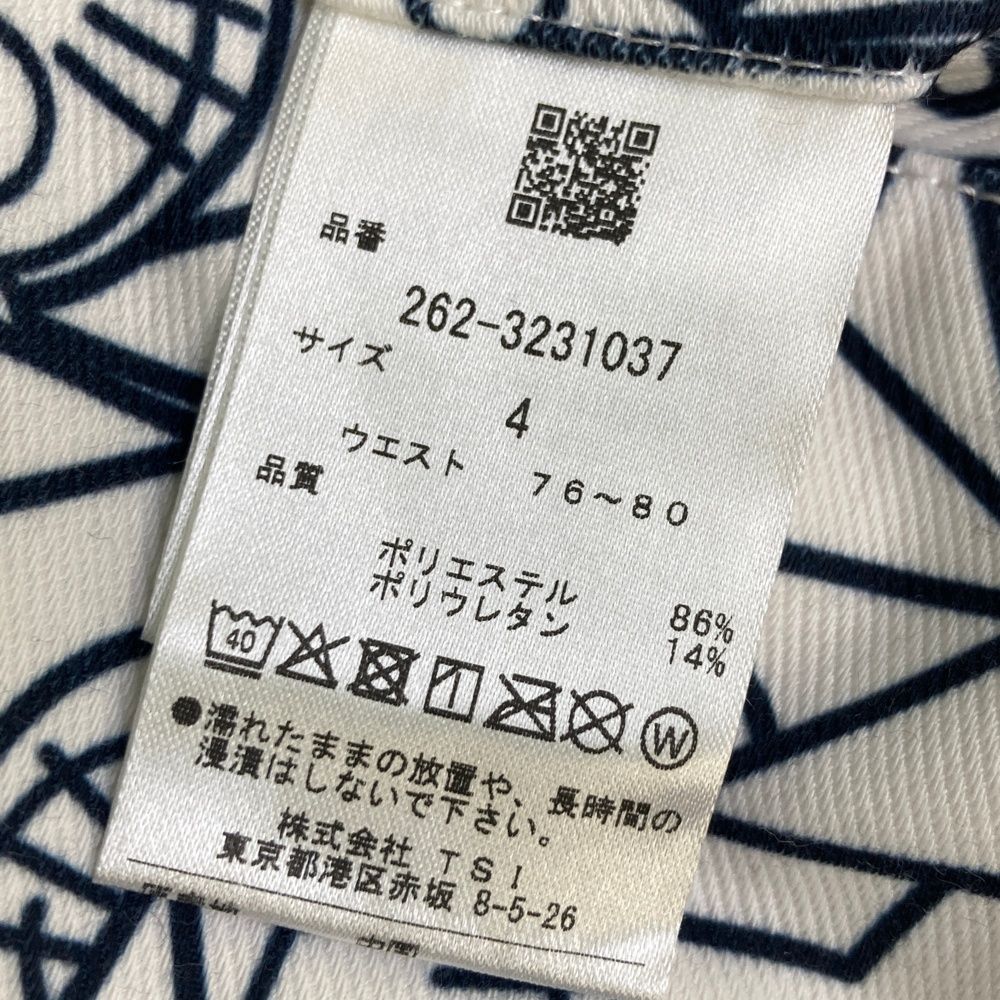 品番
262-3231037
サイズ
4
ウエスト 76～80
品質
ポリエステル 86%
ポリウレタン 14%
40
W
●濡れたままの放置や、長時間の
浸漬はしないで下さい。
株式会社 TSI
東京都港区赤坂 8-5-26